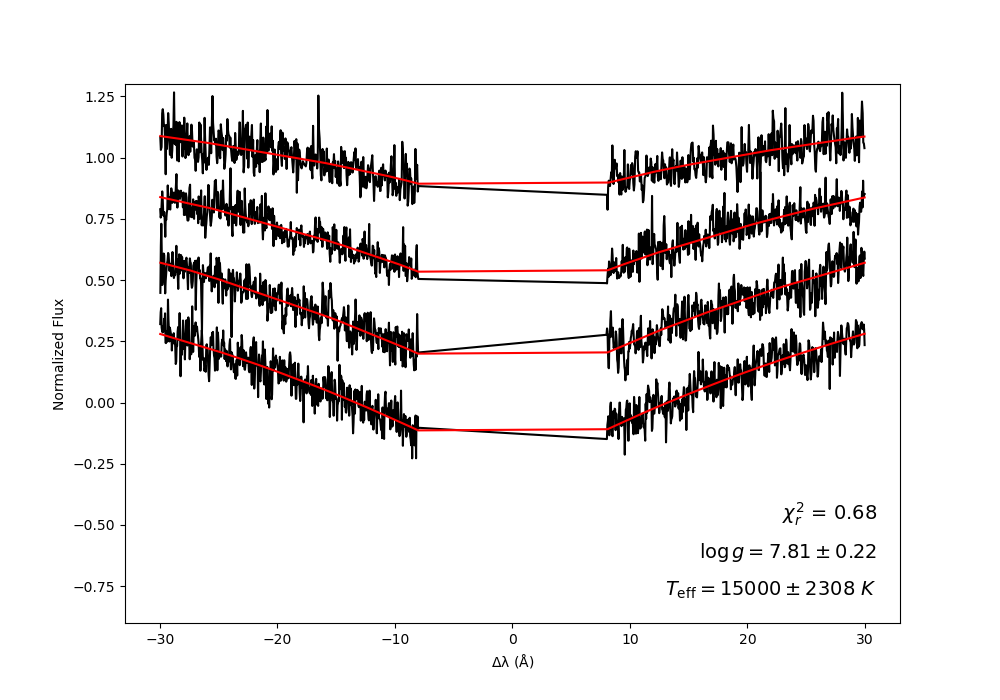 1.25
1.00
0.75
0.50
0.25
0.00
−0.25
−0.50
−0.75
Normalized Flux
χ²ᵣ = 0.68
log g = 7.81 ± 0.22
T_eff = 15000 ± 2308 K
−30 −20 −10 0 10 20 30
Δλ (Å)